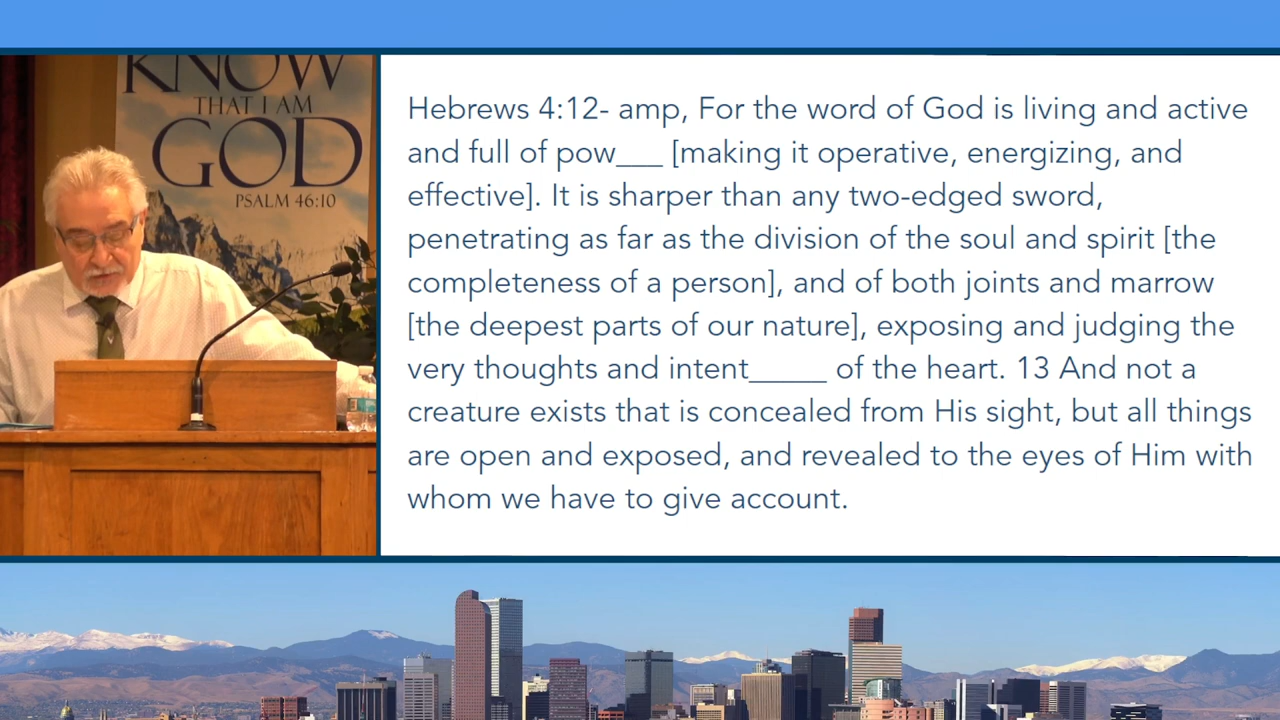 KNOW
THAT I AM
GOD
PSALM 46:10
Hebrews 4:12- amp, For the word of God is living and active
and full of pow___ [making it operative, energizing, and
effective]. It is sharper than any two-edged sword,
penetrating as far as the division of the soul and spirit [the
completeness of a person], and of both joints and marrow
[the deepest parts of our nature], exposing and judging the
very thoughts and intent______ of the heart. 13 And not a
creature exists that is concealed from His sight, but all things
are open and exposed, and revealed to the eyes of Him with
whom we have to give account.